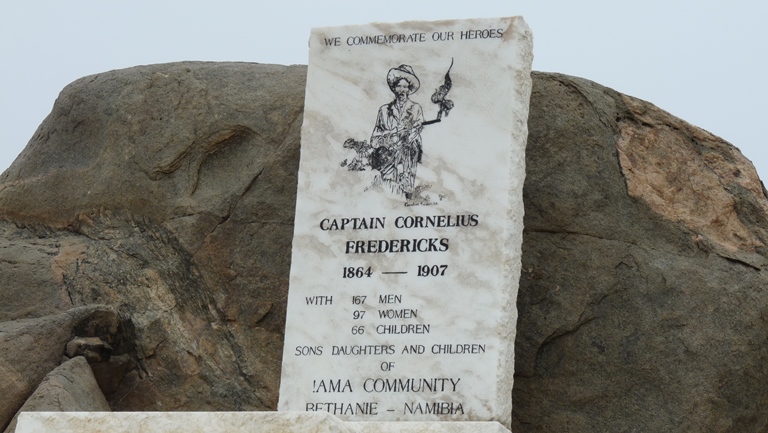 WE COMMEMORATE OUR HEROES
CAPTAIN CORNELIUS
FREDERICKS
1864 — 1907
WITH 167 MEN
97 WOMEN
66 CHILDREN
SONS DAUGHTERS AND CHILDREN
OF
!AMA COMMUNITY
BETHANIE – NAMIBIA